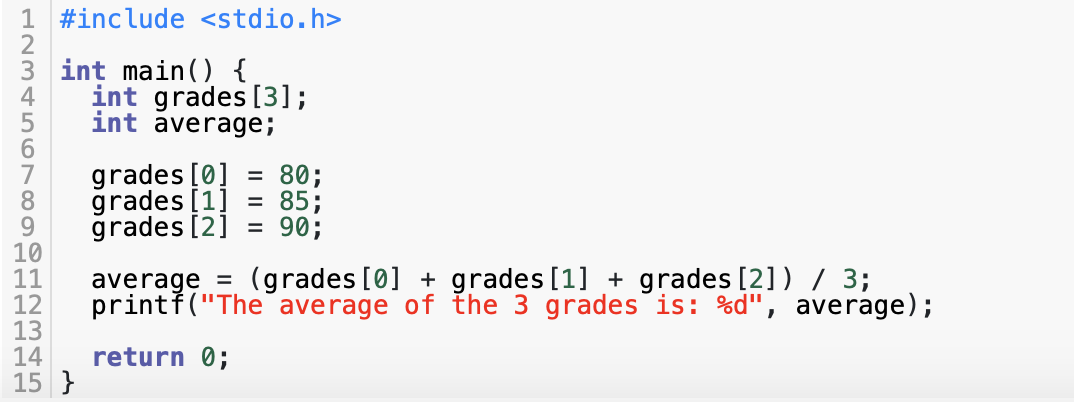 1 #include <stdio.h>
2
3 int main() {
4   int grades[3];
5   int average;
6
7   grades[0] = 80;
8   grades[1] = 85;
9   grades[2] = 90;
10
11   average = (grades[0] + grades[1] + grades[2]) / 3;
12   printf("The average of the 3 grades is: %d", average);
13
14   return 0;
15 }